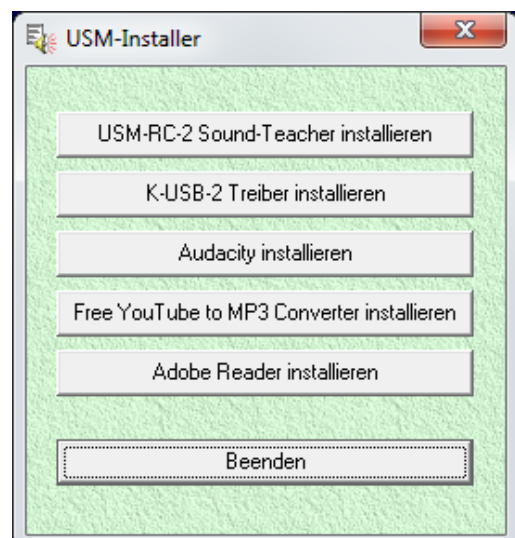 USM-Installer
USM-RC-2 Sound-Teacher installieren
K-USB-2 Treiber installieren
Audacity installieren
Free YouTube to MP3 Converter installieren
Adobe Reader installieren
Beenden